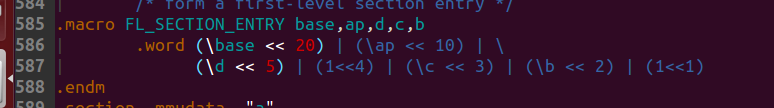 584 /* form a first-level section entry */
585 .macro FL_SECTION_ENTRY base,ap,d,c,b
586 .word (\base << 20) | (\ap << 10) | \
587 (\d << 5) | (1<<4) | (\c << 3) | (\b << 2) | (1<<1)
588 .endm
589 .section .mmudata, "a"